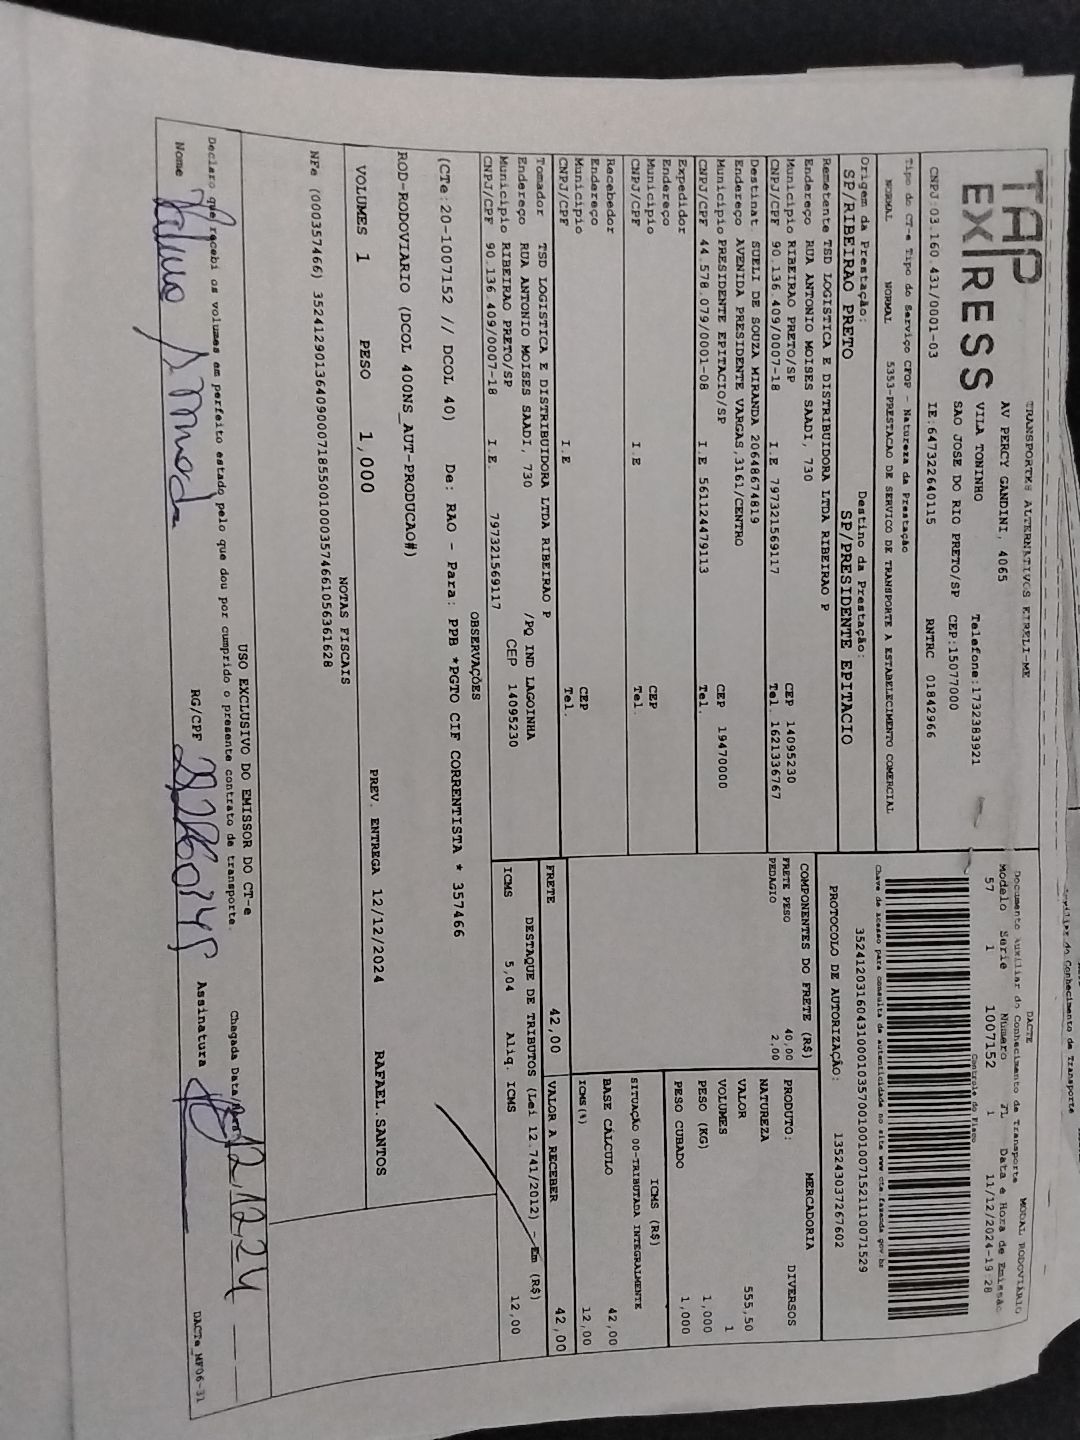 TAP
EXPRESS
TRANSPORTES ALTERNATIVOS EIRELI-ME
AV PERCY GANDINI, 4065
VILA TONINHO Telefone:1732383921
SAO JOSE DO RIO PRETO/SP CEP:15077000
CNPJ:03.160.431/0001-03 IE:647322640115 RNTRC 01842966
DACTE MODAL RODOVIÁRIO
Documento Auxiliar do Conhecimento de Transporte
Modelo Serie Número FL Data e Hora de Emissão
57 1 1007152 1 11/12/2024-19:28
Controle do Fisco
Chave de acesso para consulta de autenticidade no site www.cte.fazenda.gov.br
35241203160431000103570010010071521110071529
PROTOCOLO DE AUTORIZAÇÃO: 135243037267602
Tipo do CT-e Tipo do Serviço CFOP - Natureza da Prestação
NORMAL NORMAL 5353-PRESTACAO DE SERVICO DE TRANSPORTE A ESTABELECIMENTO COMERCIAL
Origem da Prestação: Destino da Prestação:
SP/RIBEIRAO PRETO SP/PRESIDENTE EPITACIO
Remetente TSD LOGISTICA E DISTRIBUIDORA LTDA RIBEIRAO P
Endereço RUA ANTONIO MOISES SAADI, 730
Municipio RIBEIRAO PRETO/SP CEP 14095230
CNPJ/CPF 90.136.409/0007-18 I.E 797321569117 Tel. 1621336767
Destinat SUELI DE SOUZA MIRANDA 20648674819
Endereço AVENIDA PRESIDENTE VARGAS,3161/CENTRO
Municipio PRESIDENTE EPITACIO/SP CEP 19470000
CNPJ/CPF 44.578.079/0001-08 I.E 561124479113 Tel.
Expedidor
Endereço
Municipio CEP
CNPJ/CPF I.E Tel.
Recebedor
Endereço
Municipio CEP
CNPJ/CPF I.E Tel.
Tomador TSD LOGISTICA E DISTRIBUIDORA LTDA RIBEIRAO P
Endereço RUA ANTONIO MOISES SAADI, 730 /PQ IND LAGOINHA
Municipio RIBEIRAO PRETO/SP CEP 14095230
CNPJ/CPF 90.136.409/0007-18 I.E. 797321569117
COMPONENTES DO FRETE (R$)
FRETE PESO 40,00
PEDAGIO 2,00
MERCADORIA
PRODUTO: DIVERSOS
NATUREZA
VALOR 555,50
VOLUMES 1
PESO (KG) 1,000
PESO CUBADO 1,000
ICMS (R$)
SITUAÇÃO 00-TRIBUTADA INTEGRALMENTE
BASE CÁLCULO 42,00
ICMS(%) 12,00
FRETE 42,00 VALOR A RECEBER 42,00
DESTAQUE DE TRIBUTOS (Lei 12.741/2012) - Em (R$)
ICMS 5,04 Aliq. ICMS 12,00
OBSERVAÇÕES
(CTe:20-1007152 // DCOL 40) De: RAO - Para: PPB *PGTO CIF CORRENTISTA * 357466
ROD-RODOVIARIO (DCOL 400NS_AUT-PRODUCAO#)
VOLUMES 1 PESO 1,000 PREV. ENTREGA 12/12/2024 RAFAEL.SANTOS
NOTAS FISCAIS
NFe (000357466) 35241290136409000718550010003574661056361628
USO EXCLUSIVO DO EMISSOR DO CT-e
Declaro que recebi os volumes em perfeito estado pelo que dou por cumprido o presente contrato de transporte.
Chegada Data/Hora 12,12,24
Nome RG/CPF Assinatura
DACTe_MF06-31